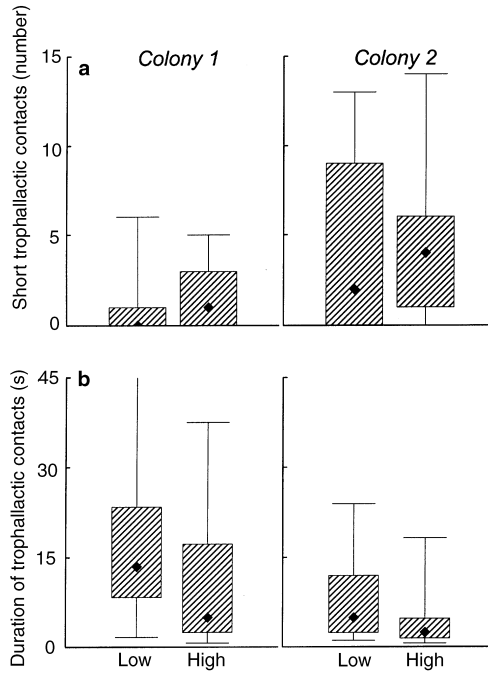 Colony 1
Colony 2
a
Short trophallactic contacts (number)
15
10
5
0
b
Duration of trophallactic contacts (s)
45
30
15
0
Low High Low High